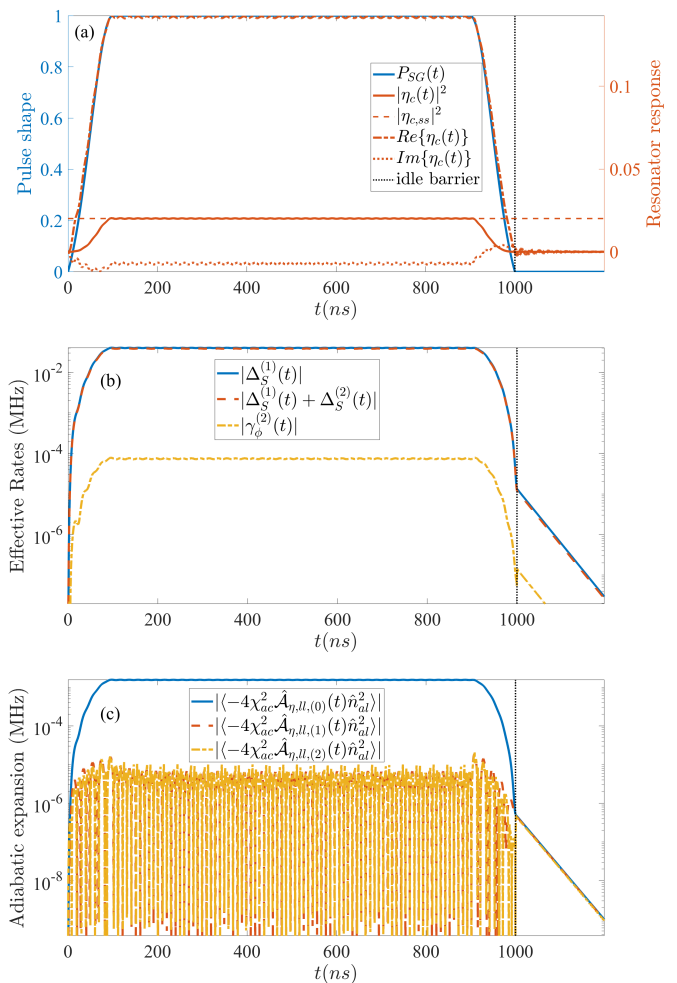 (a)
1
0.8
0.6
0.4
0.2
0
Pulse shape
P_{SG}(t)
|η_c(t)|^2
|η_{c,ss}|^2
Re{η_c(t)}
Im{η_c(t)}
idle barrier
0.1
0.05
0
Resonator response
0 200 400 600 800 1000
t(ns)
(b)
10^{-2}
10^{-4}
10^{-6}
Effective Rates (MHz)
|Δ_S^{(1)}(t)|
|Δ_S^{(1)}(t) + Δ_S^{(2)}(t)|
|γ_ϕ^{(2)}(t)|
0 200 400 600 800 1000
t(ns)
(c)
10^{-4}
10^{-6}
10^{-8}
Adiabatic expansion (MHz)
|⟨-4χ_{ac}^2 \hat{𝒜}_{η,ll,(0)}(t) \hat{n}_{al}^2⟩|
|⟨-4χ_{ac}^2 \hat{𝒜}_{η,ll,(1)}(t) \hat{n}_{al}^2⟩|
|⟨-4χ_{ac}^2 \hat{𝒜}_{η,ll,(2)}(t) \hat{n}_{al}^2⟩|
0 200 400 600 800 1000
t(ns)